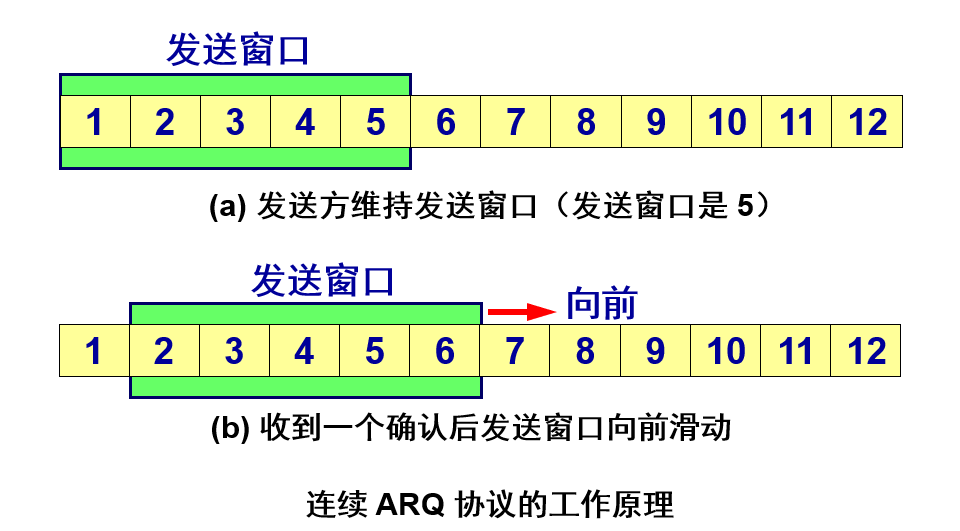 发送窗口
1 2 3 4 5 6 7 8 9 10 11 12
(a) 发送方维持发送窗口（发送窗口是 5）
发送窗口
向前
1 2 3 4 5 6 7 8 9 10 11 12
(b) 收到一个确认后发送窗口向前滑动
连续 ARQ 协议的工作原理